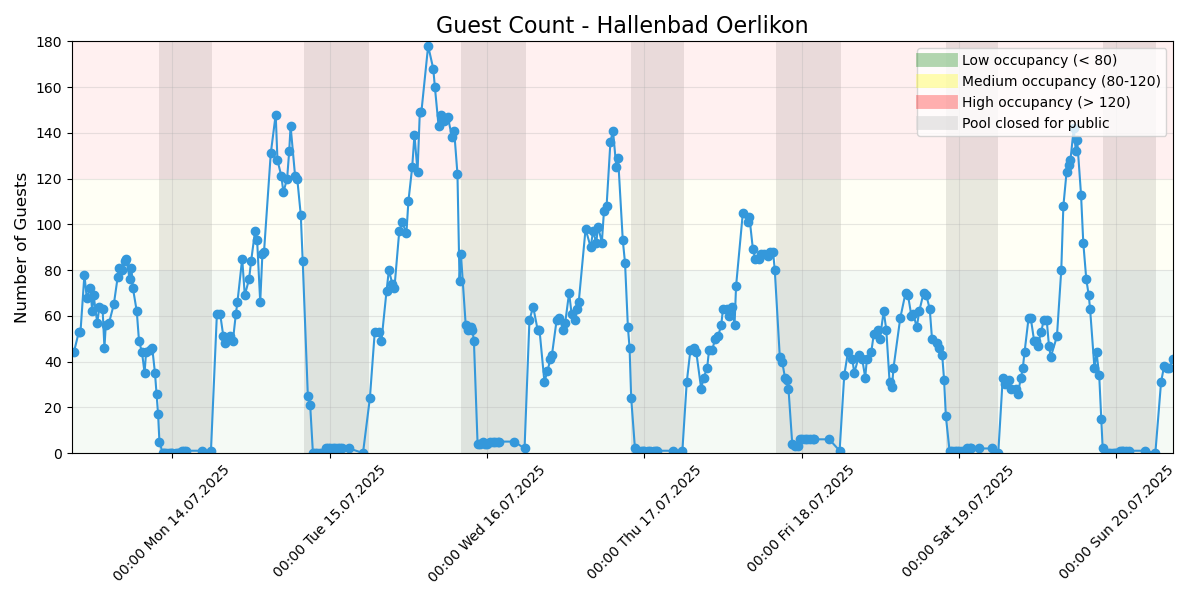 Guest Count - Hallenbad Oerlikon
Number of Guests
180
160
140
120
100
80
60
40
20
0
Low occupancy (< 80)
Medium occupancy (80-120)
High occupancy (> 120)
Pool closed for public
00:00 Mon 14.07.2025
00:00 Tue 15.07.2025
00:00 Wed 16.07.2025
00:00 Thu 17.07.2025
00:00 Fri 18.07.2025
00:00 Sat 19.07.2025
00:00 Sun 20.07.2025